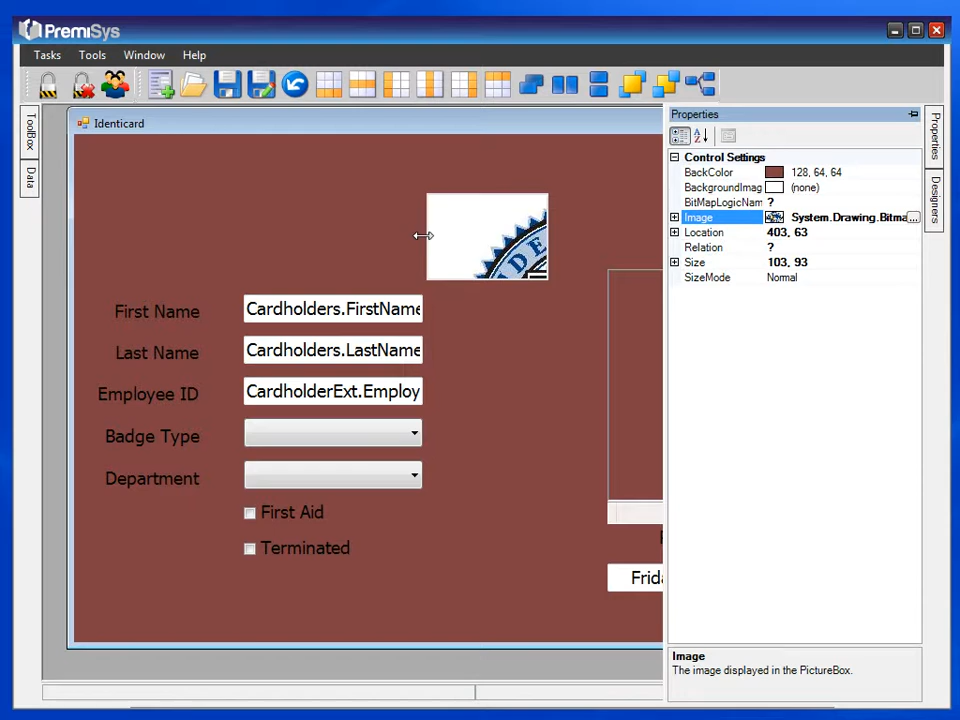 PremiSys
Tasks Tools Window Help
ToolBox
Data
Identicard
IDE
First Name Cardholders.FirstName
Last Name Cardholders.LastName
Employee ID CardholderExt.Employ
Badge Type
Department
First Aid
Terminated
Frida
Properties
Control Settings
BackColor 128, 64, 64
BackgroundImag (none)
BitMapLogicNam ?
Image System.Drawing.Bitma ...
Location 403, 63
Relation ?
Size 103, 93
SizeMode Normal
Image
The image displayed in the PictureBox.
Properties
Designers